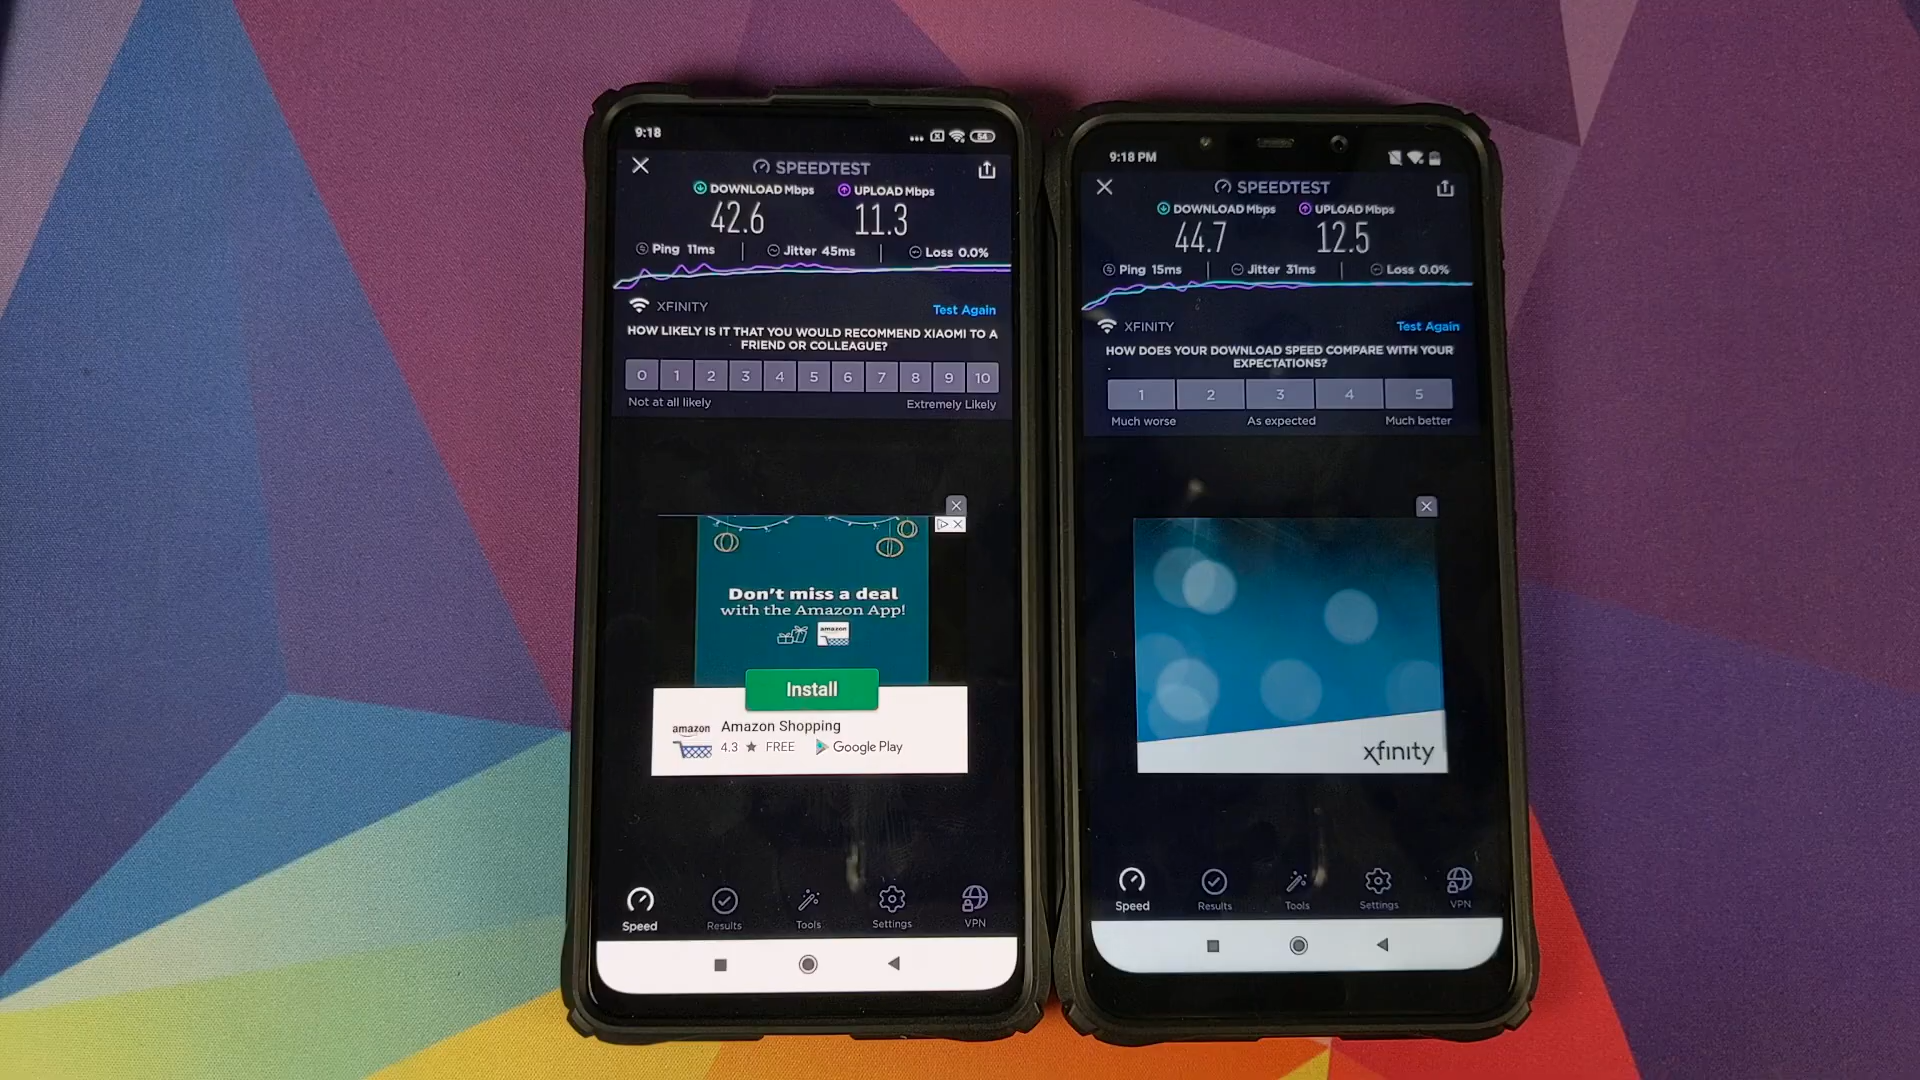 9:18
54
SPEEDTEST
DOWNLOAD Mbps UPLOAD Mbps
42.6 11.3
Ping 11ms Jitter 45ms Loss 0.0%
XFINITY Test Again
HOW LIKELY IS IT THAT YOU WOULD RECOMMEND XIAOMI TO A
FRIEND OR COLLEAGUE?
0 1 2 3 4 5 6 7 8 9 10
Not at all likely Extremely Likely
Don't miss a deal
with the Amazon App!
amazon
Install
amazon Amazon Shopping
4.3 ★ FREE Google Play
Speed Results Tools Settings VPN
9:18 PM
SPEEDTEST
DOWNLOAD Mbps UPLOAD Mbps
44.7 12.5
Ping 15ms Jitter 31ms Loss 0.0%
XFINITY Test Again
HOW DOES YOUR DOWNLOAD SPEED COMPARE WITH YOUR
EXPECTATIONS?
1 2 3 4 5
Much worse As expected Much better
xfinity
Speed Results Tools Settings VPN